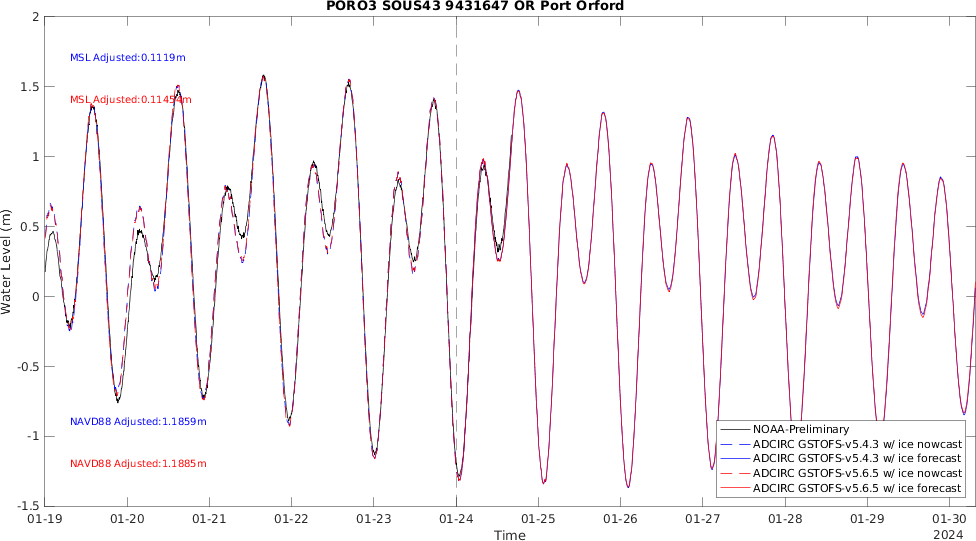 PORO3 SOUS43 9431647 OR Port Orford
Water Level (m)
2
1.5
1
0.5
0
-0.5
-1
-1.5
MSL Adjusted:0.1119m
MSL Adjusted:0.11454m
NAVD88 Adjusted:1.1859m
NAVD88 Adjusted:1.1885m
NOAA-Preliminary
ADCIRC GSTOFS-v5.4.3 w/ ice nowcast
ADCIRC GSTOFS-v5.4.3 w/ ice forecast
ADCIRC GSTOFS-v5.6.5 w/ ice nowcast
ADCIRC GSTOFS-v5.6.5 w/ ice forecast
01-19 01-20 01-21 01-22 01-23 01-24 01-25 01-26 01-27 01-28 01-29 01-30
2024
Time